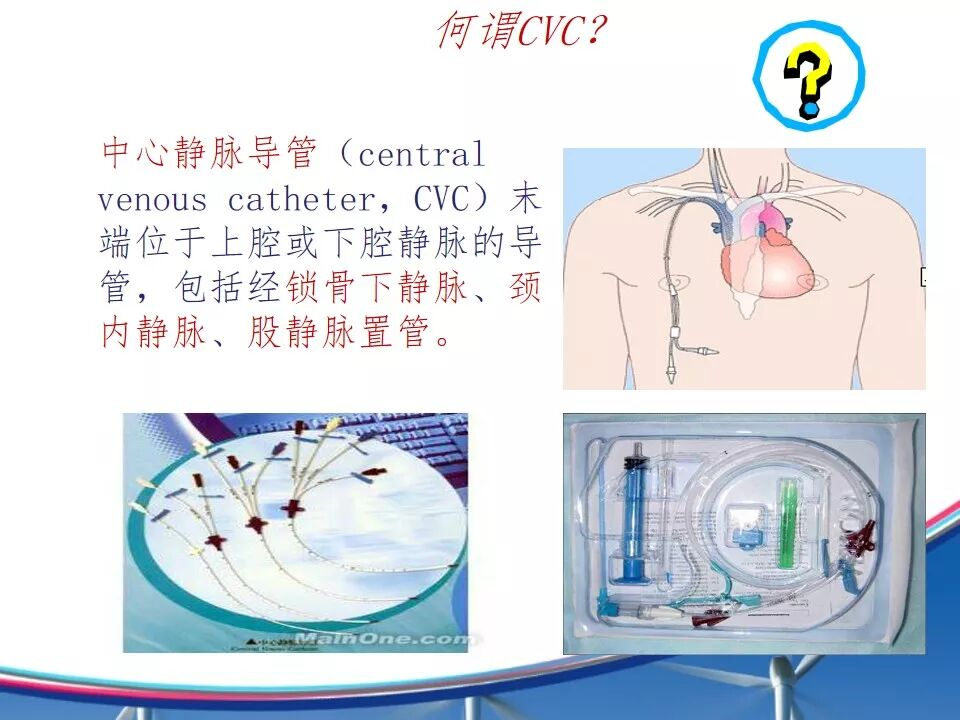 何谓CVC?
中心静脉导管（central
venous catheter，CVC）末
端位于上腔或下腔静脉的导
管，包括经锁骨下静脉、颈
内静脉、股静脉置管。
MainOne.com